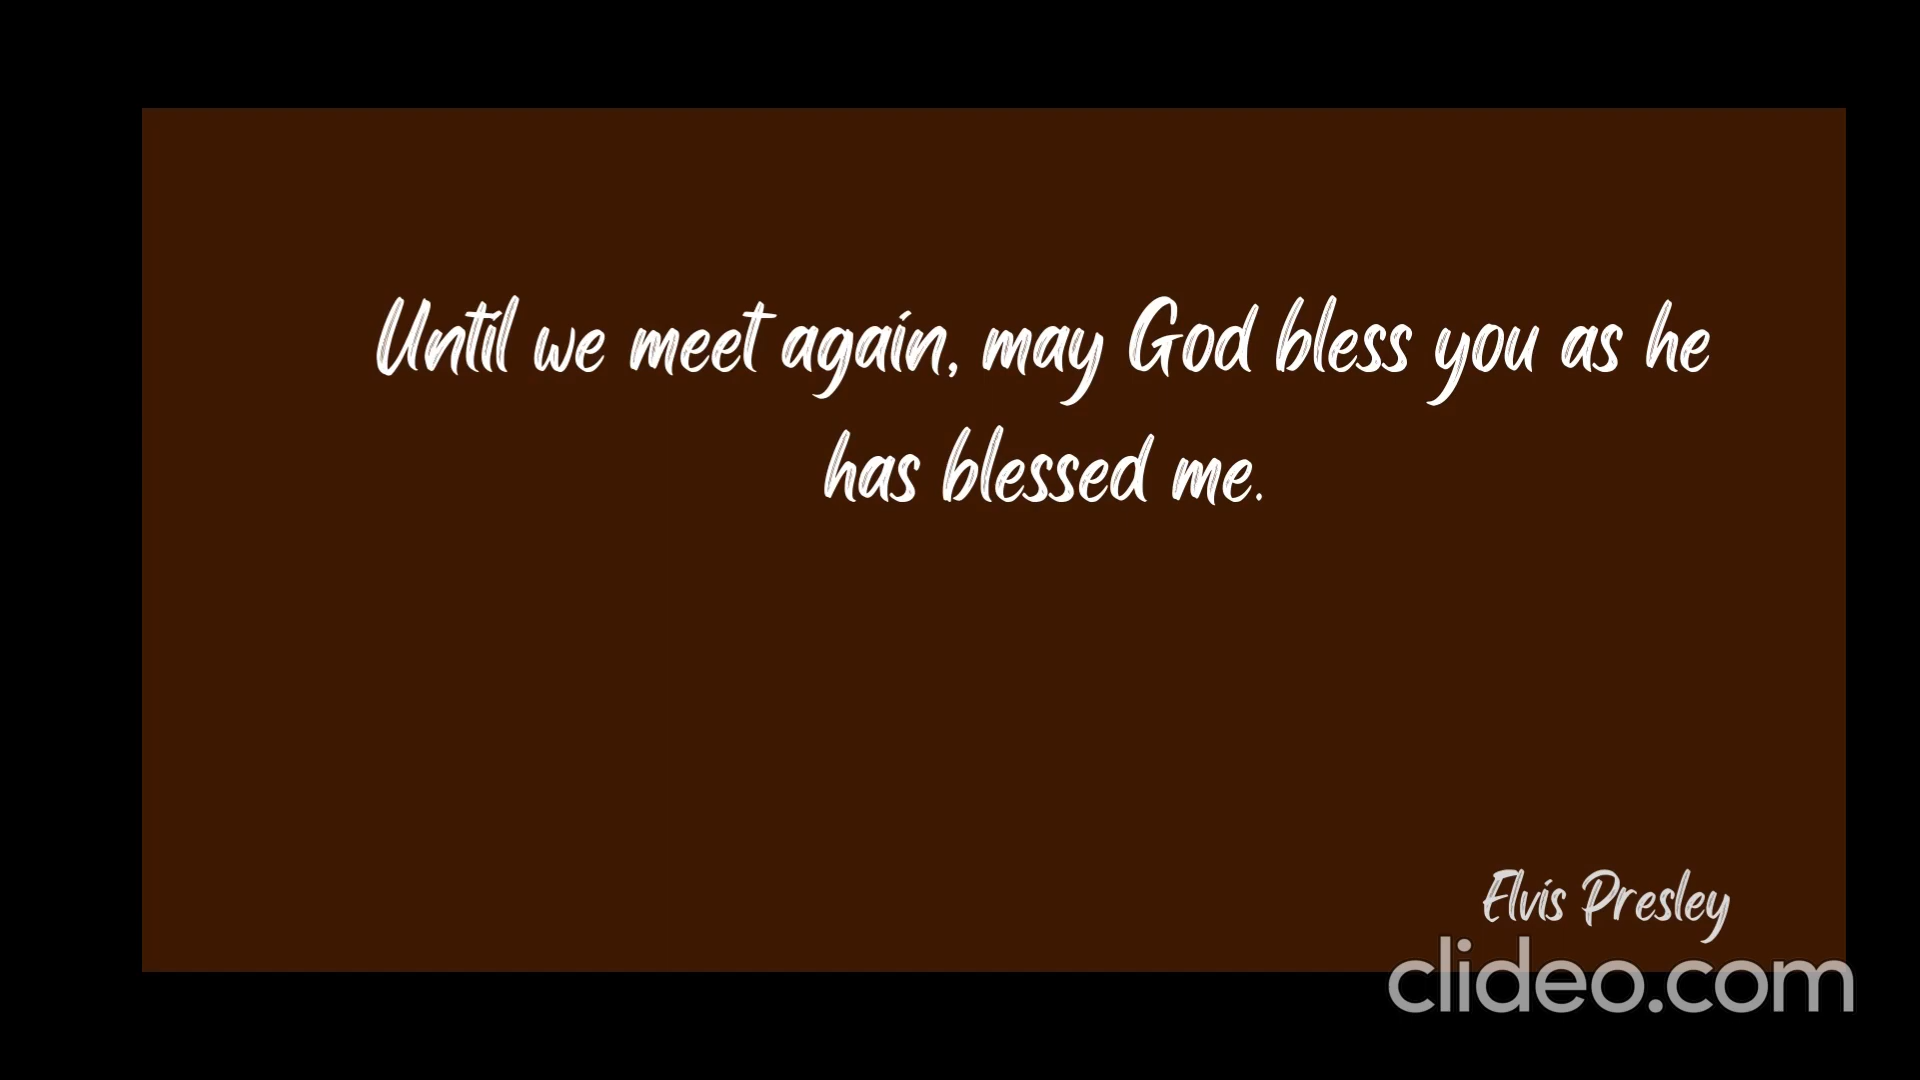 Until we meet again, may God bless you as he
has blessed me.
Elvis Presley
clideo.com